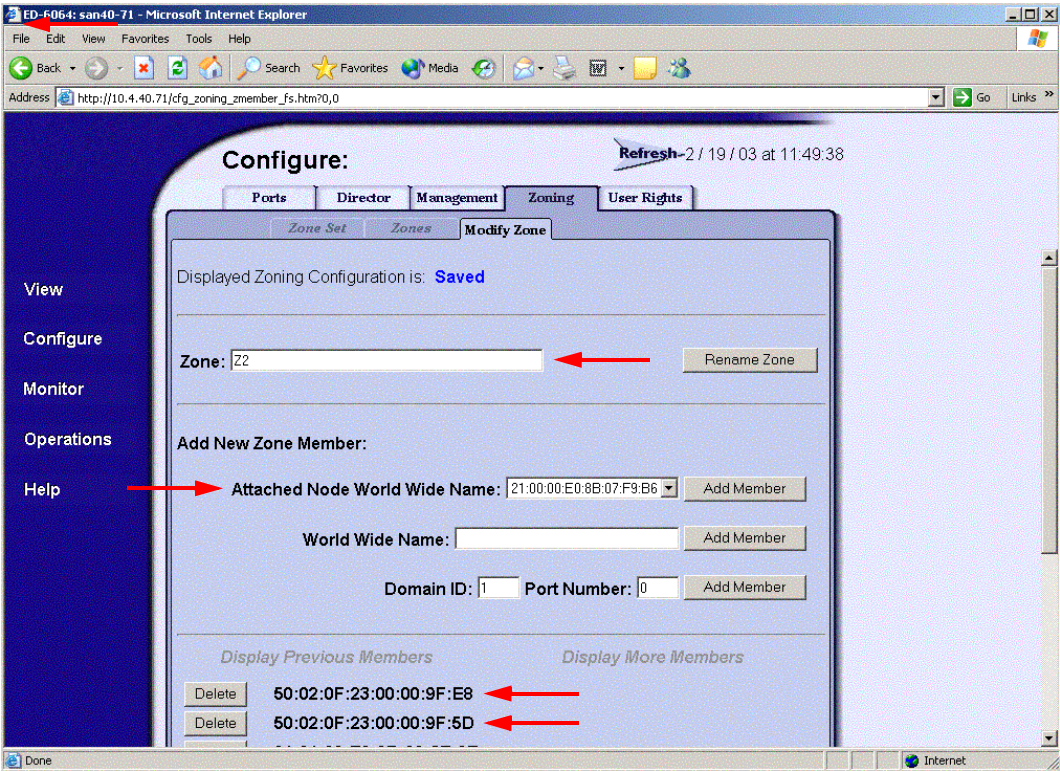 ED-6064: san40-71 - Microsoft Internet Explorer
File Edit View Favorites Tools Help
Back Search Favorites Media
Address http://10.4.40.71/cfg_zoning_zmember_fs.htm?0,0 Go Links »
Configure: Refresh-2 / 19 / 03 at 11:49:38
Ports Director Management Zoning User Rights
Zone Set Zones Modify Zone
Displayed Zoning Configuration is: Saved
View
Configure
Zone: Z2 Rename Zone
Monitor
Operations
Add New Zone Member:
Help
Attached Node World Wide Name: 21:00:00:E0:8B:07:F9:B6 Add Member
World Wide Name: Add Member
Domain ID: 1 Port Number: 0 Add Member
Display Previous Members Display More Members
Delete 50:02:0F:23:00:00:9F:E8
Delete 50:02:0F:23:00:00:9F:5D
Done Internet